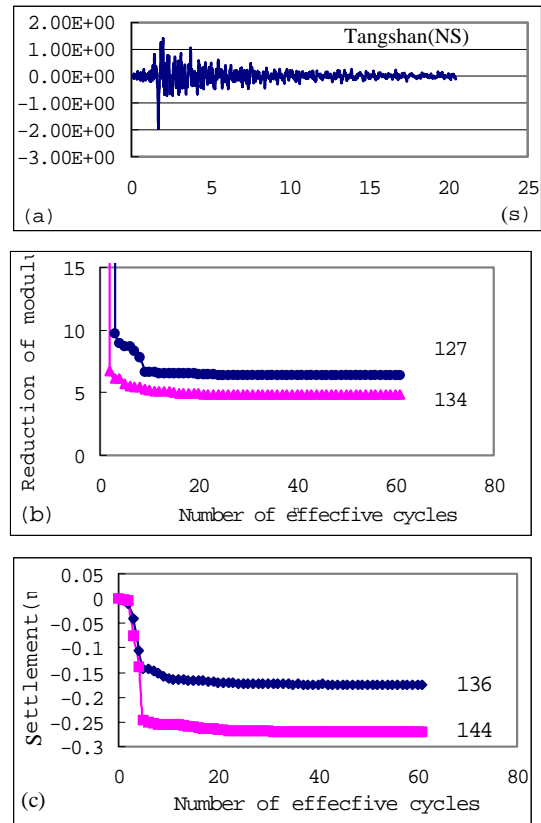 2.00E+00
Tangshan(NS)
1.00E+00
0.00E+00
-1.00E+00
-2.00E+00
-3.00E+00
0 5 10 15 20 25
(a) (s)
15
10
5
0
Reduction of modulu
127
134
0 20 40 60 80
(b) Number of effecfive cycles
0.05
0
-0.05
-0.1
-0.15
-0.2
-0.25
-0.3
Settlement(m
136
144
0 20 40 60 80
(c) Number of effecfive cycles